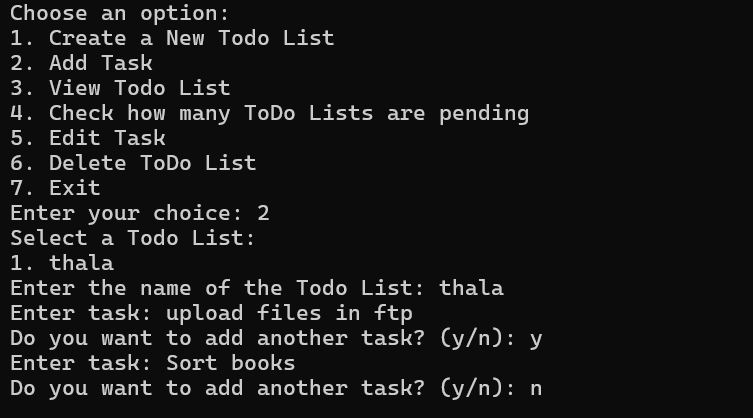 Choose an option:
1. Create a New Todo List
2. Add Task
3. View Todo List
4. Check how many ToDo Lists are pending
5. Edit Task
6. Delete ToDo List
7. Exit
Enter your choice: 2
Select a Todo List:
1. thala
Enter the name of the Todo List: thala
Enter task: upload files in ftp
Do you want to add another task? (y/n): y
Enter task: Sort books
Do you want to add another task? (y/n): n